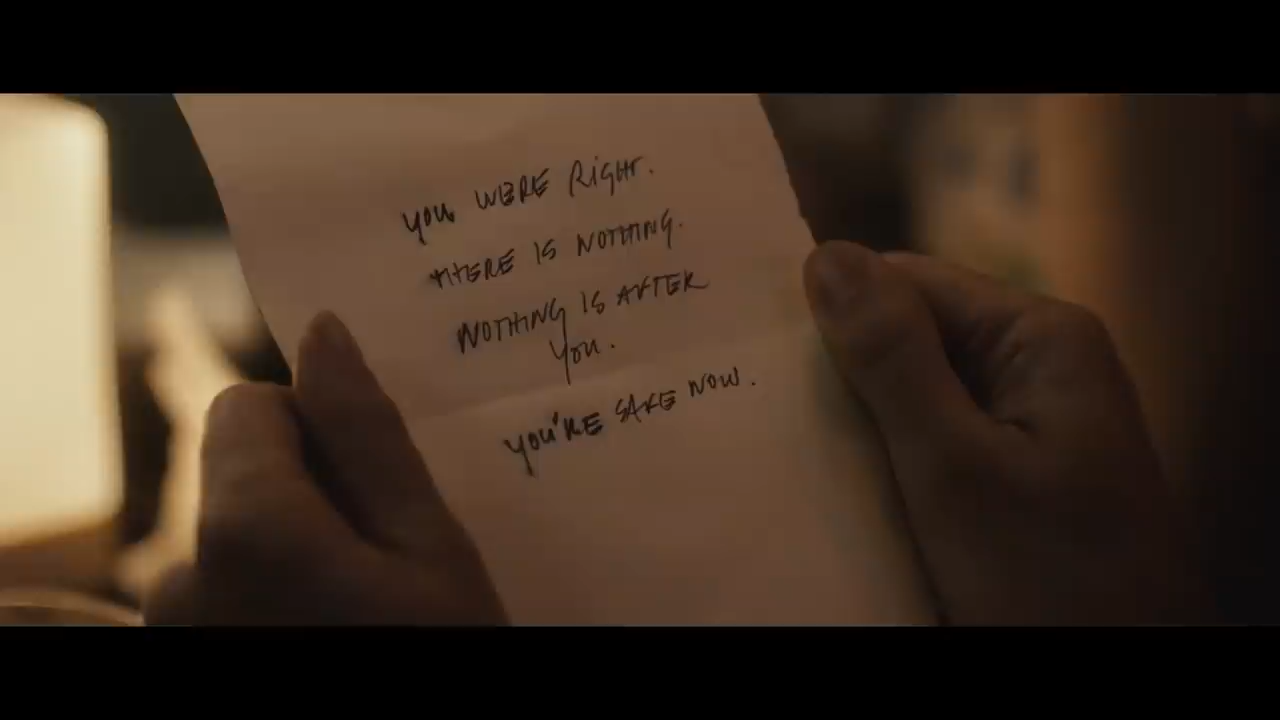 YOU WERE RIGHT.
THERE IS NOTHING.
NOTHING IS AFTER
YOU.
YOU'RE SAFE NOW.